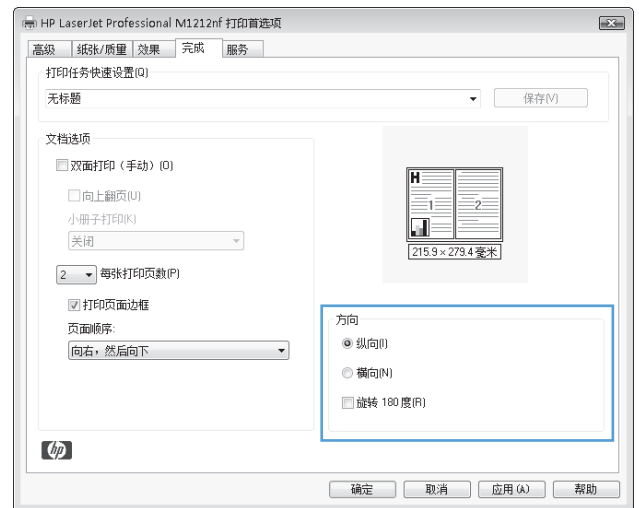 HP LaserJet Professional M1212nf 打印首选项
高级 纸张/质量 效果 完成 服务
打印任务快速设置(Q)
无标题
保存(V)
文档选项
双面打印（手动）(O)
向上翻页(U)
小册子打印(K)
关闭
2 每张打印页数(P)
打印页面边框
页面顺序:
向右，然后向下
H
1 2
215.9 × 279.4 毫米
方向
纵向(I)
横向(N)
旋转 180 度(R)
hp
确定 取消 应用(A) 帮助